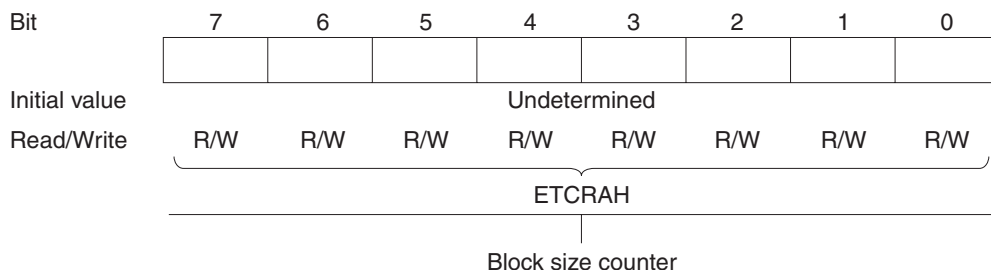 Bit 7 6 5 4 3 2 1 0
Initial value Undetermined
Read/Write R/W R/W R/W R/W R/W R/W R/W R/W
ETCRAH
Block size counter